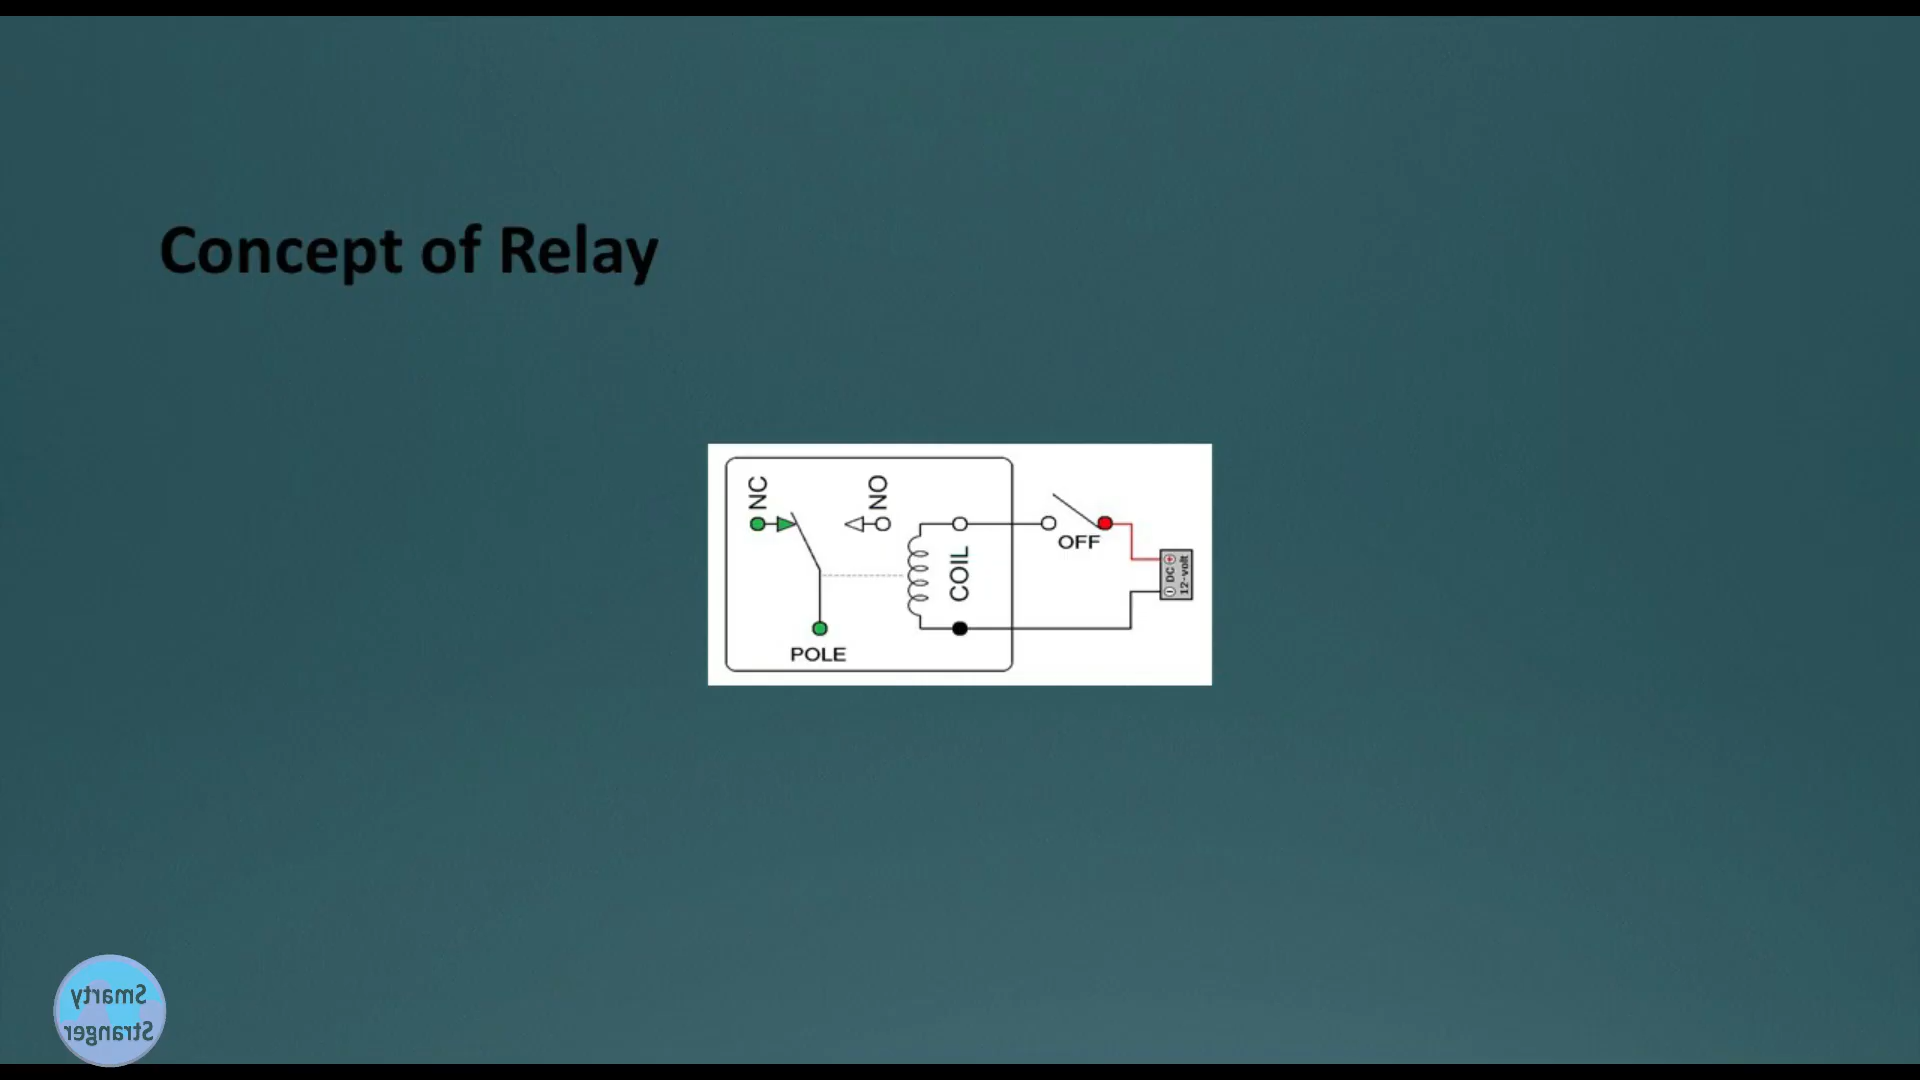 Concept of Relay
NC
NO
COIL
OFF
DC
12-volt
POLE
Smarty
Stranger